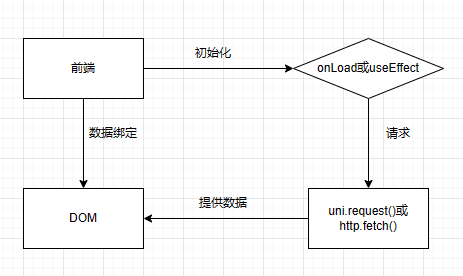 初始化
前端
onLoad或useEffect
数据绑定
请求
提供数据
DOM
uni.request()或
http.fetch()